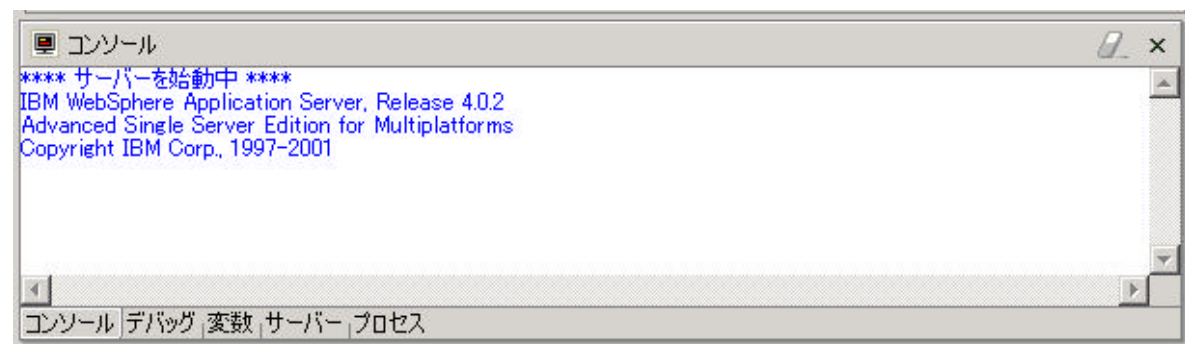 コンソール
**** サーバーを始動中 ****
IBM WebSphere Application Server, Release 4.0.2
Advanced Single Server Edition for Multiplatforms
Copyright IBM Corp., 1997-2001
コンソール デバッグ 変数 サーバー プロセス